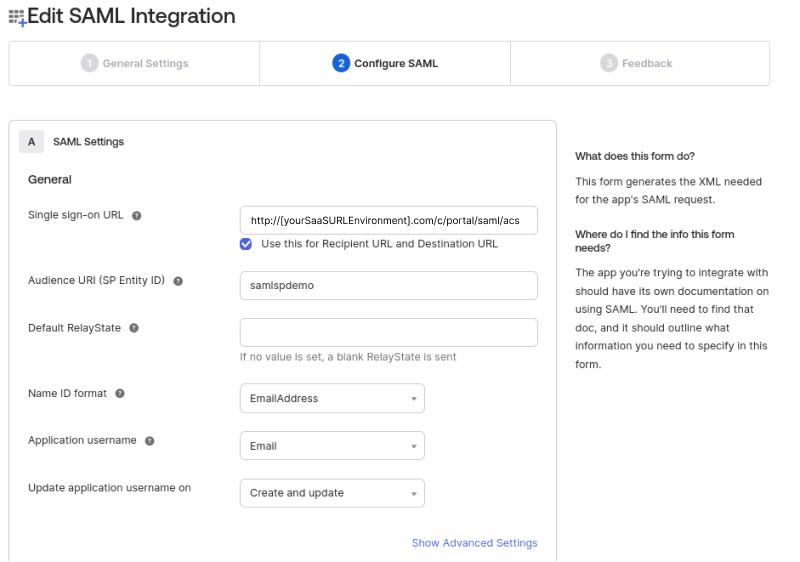 Edit SAML Integration
1 General Settings
2 Configure SAML
3 Feedback
A SAML Settings
General
Single sign-on URL ?
http://[yourSaaSURLEnvironment].com/c/portal/saml/acs
Use this for Recipient URL and Destination URL
Audience URI (SP Entity ID) ?
samlspdemo
Default RelayState ?
If no value is set, a blank RelayState is sent
Name ID format ?
EmailAddress
Application username ?
Email
Update application username on
Create and update
Show Advanced Settings
What does this form do?
This form generates the XML needed
for the app's SAML request.
Where do I find the info this form
needs?
The app you're trying to integrate with
should have its own documentation on
using SAML. You'll need to find that
doc, and it should outline what
information you need to specify in this
form.